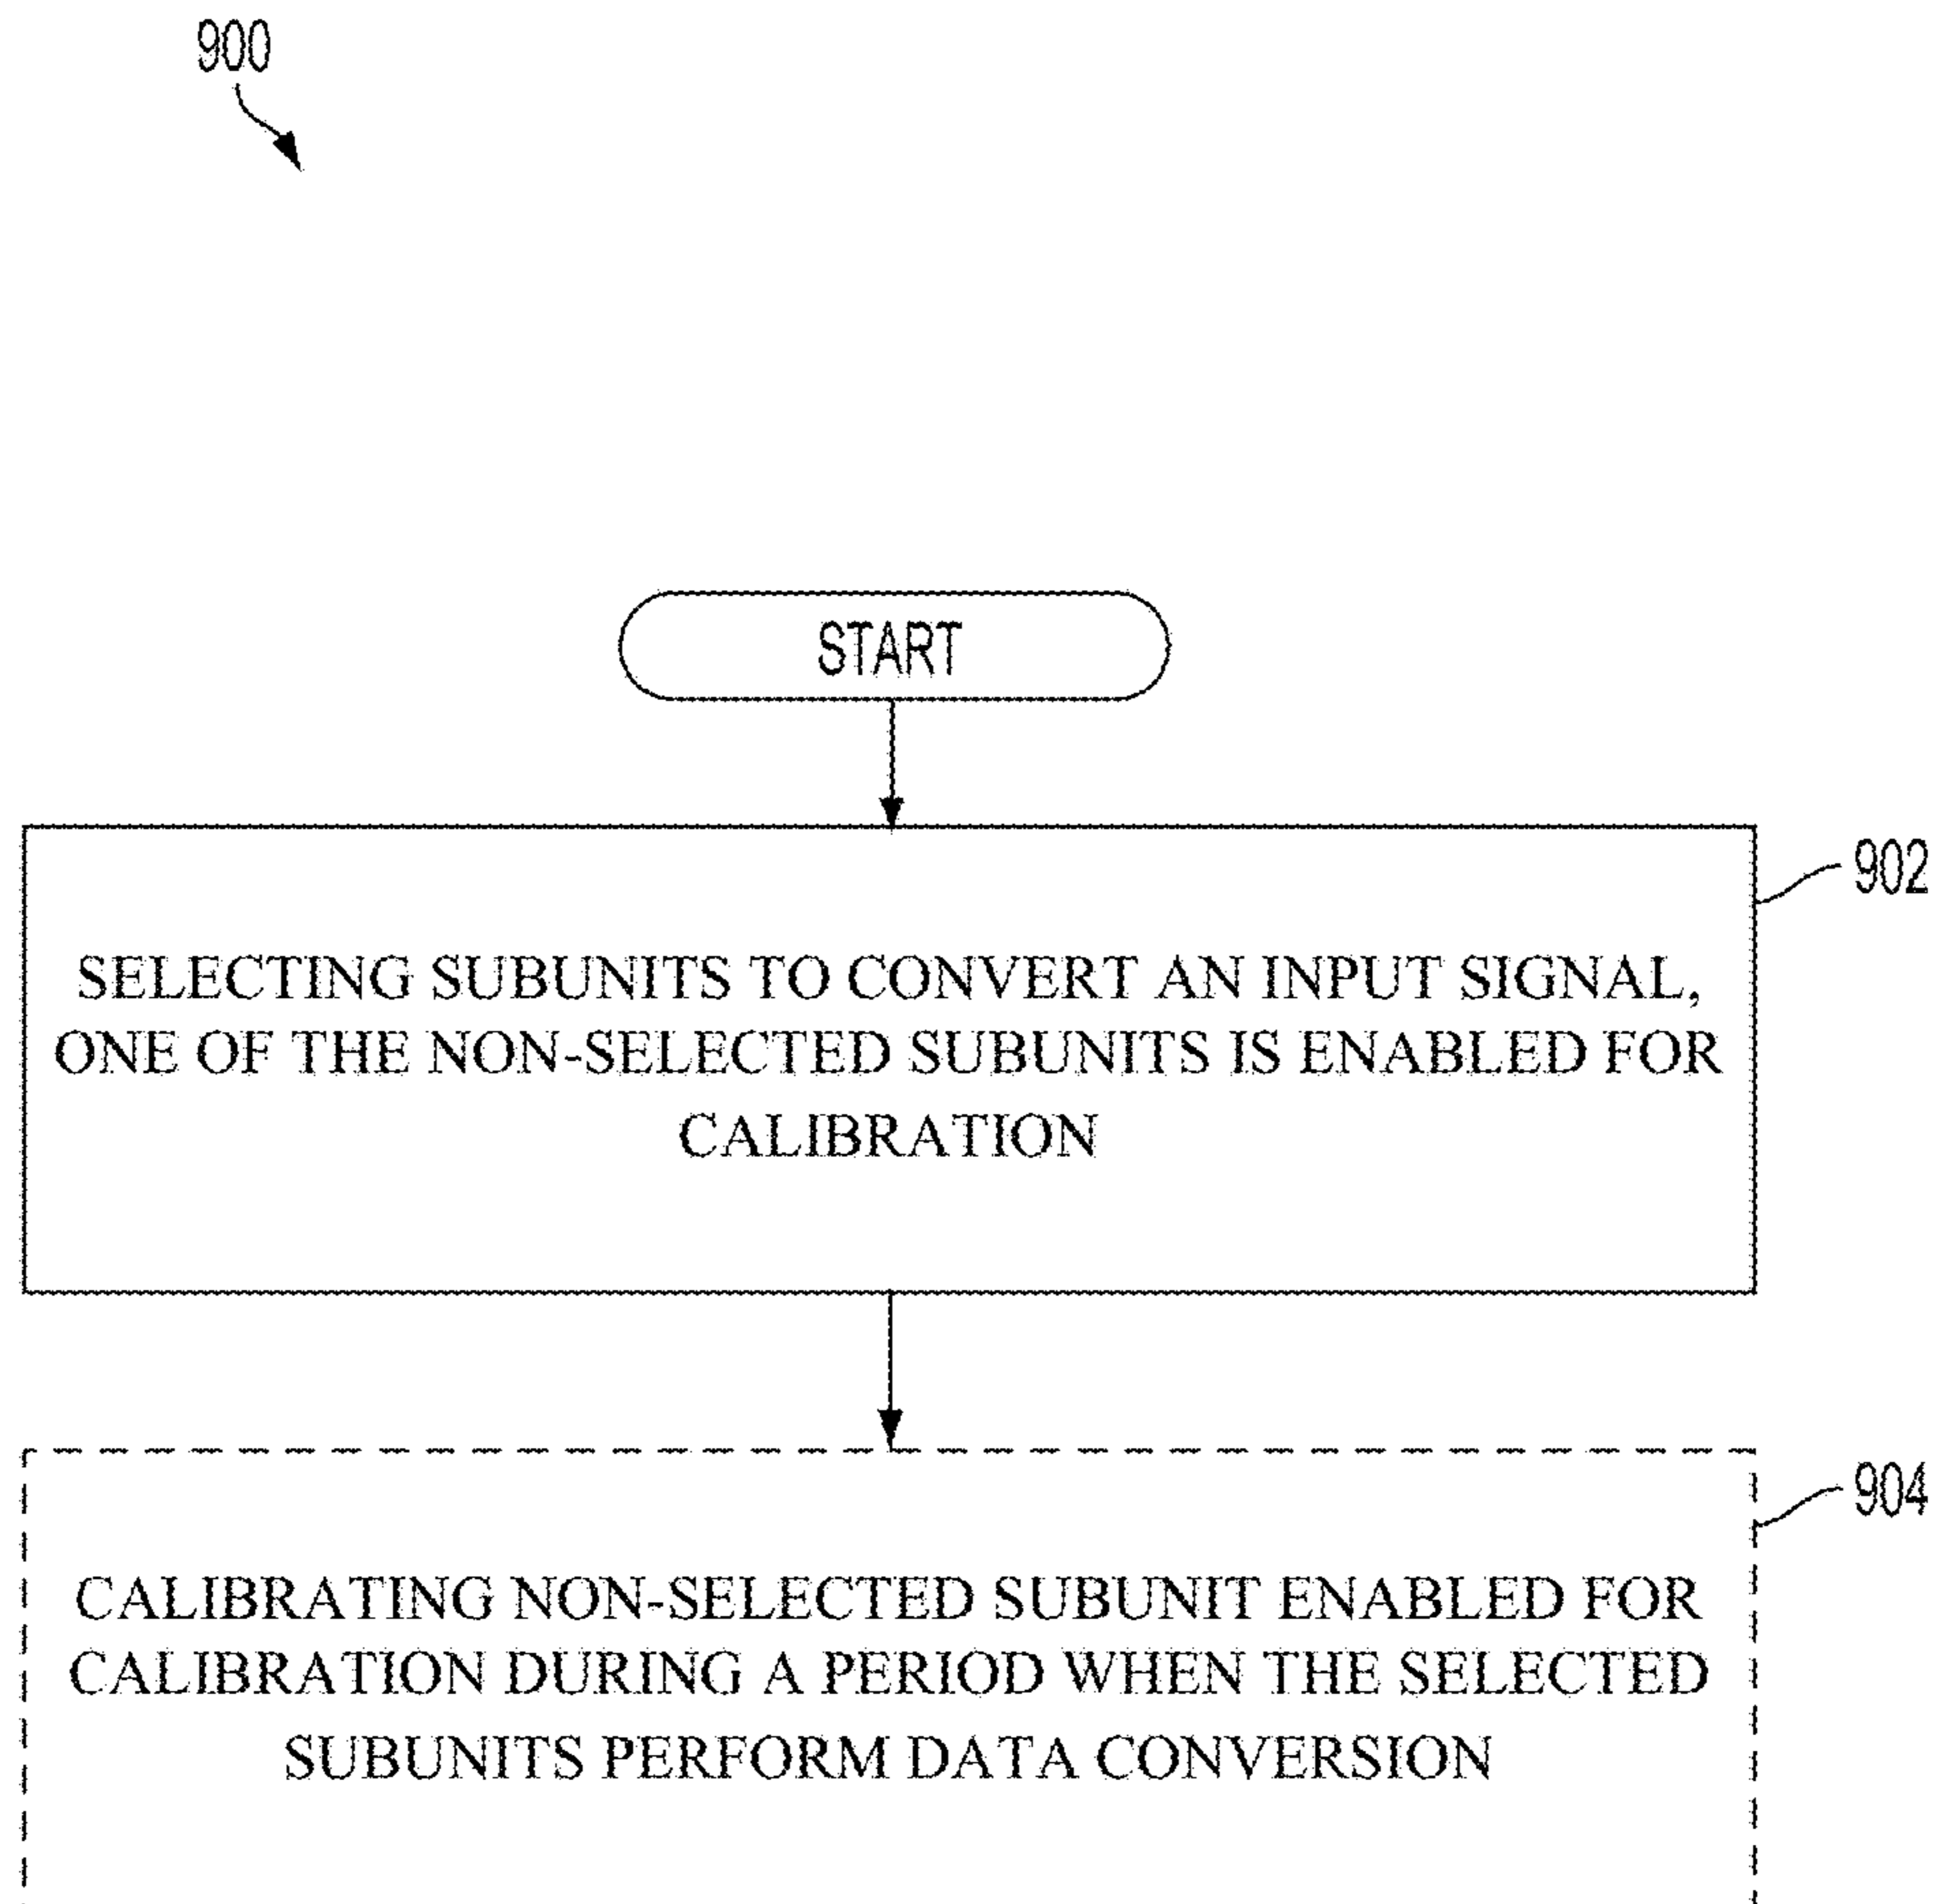 900
START
902
SELECTING SUBUNITS TO CONVERT AN INPUT SIGNAL,
ONE OF THE NON-SELECTED SUBUNITS IS ENABLED FOR
CALIBRATION
904
CALIBRATING NON-SELECTED SUBUNIT ENABLED FOR
CALIBRATION DURING A PERIOD WHEN THE SELECTED
SUBUNITS PERFORM DATA CONVERSION